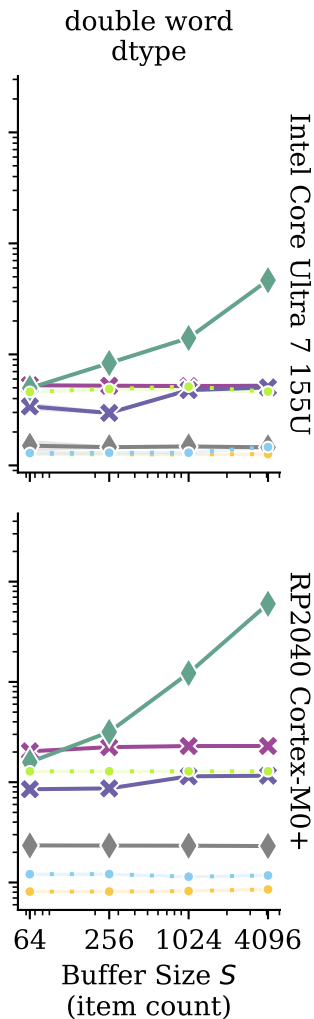 double word
dtype
Intel Core Ultra 7 155U
RP2040 Cortex-M0+
64 256 1024 4096
Buffer Size S
(item count)